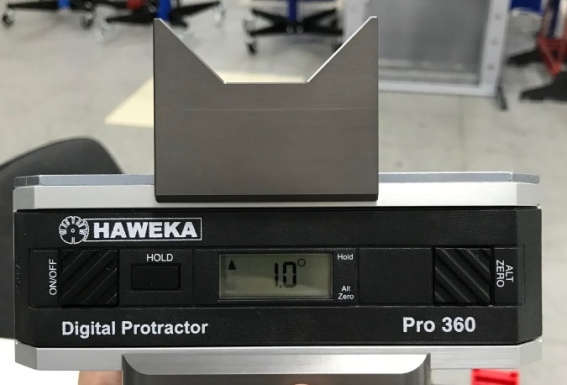 HAWEKA
ON/OFF
HOLD
1.0°
Hold
Alt
Zero
ALT
ZERO
Digital Protractor
Pro 360